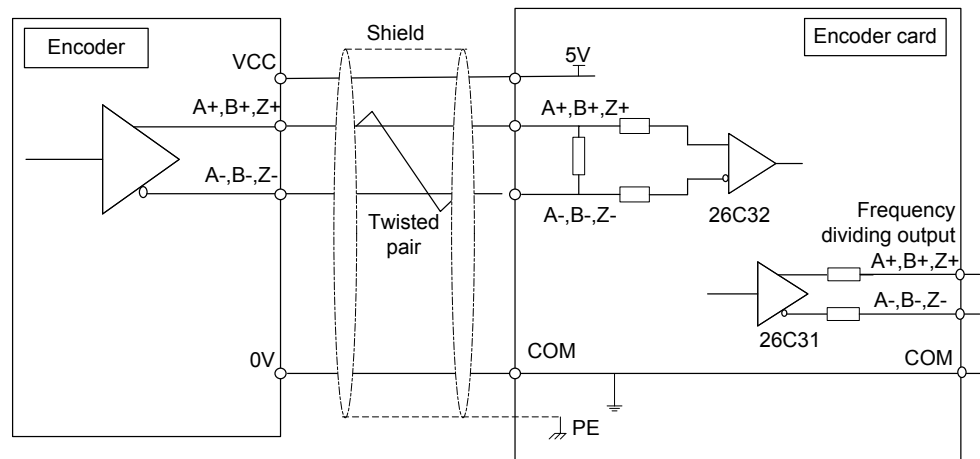 Encoder
Shield
Encoder card
VCC
5V
A+,B+,Z+
A+,B+,Z+
A-,B-,Z-
A-,B-,Z-
Twisted
pair
26C32
Frequency
dividing output
A+,B+,Z+
A-,B-,Z-
26C31
0V
COM
COM
PE